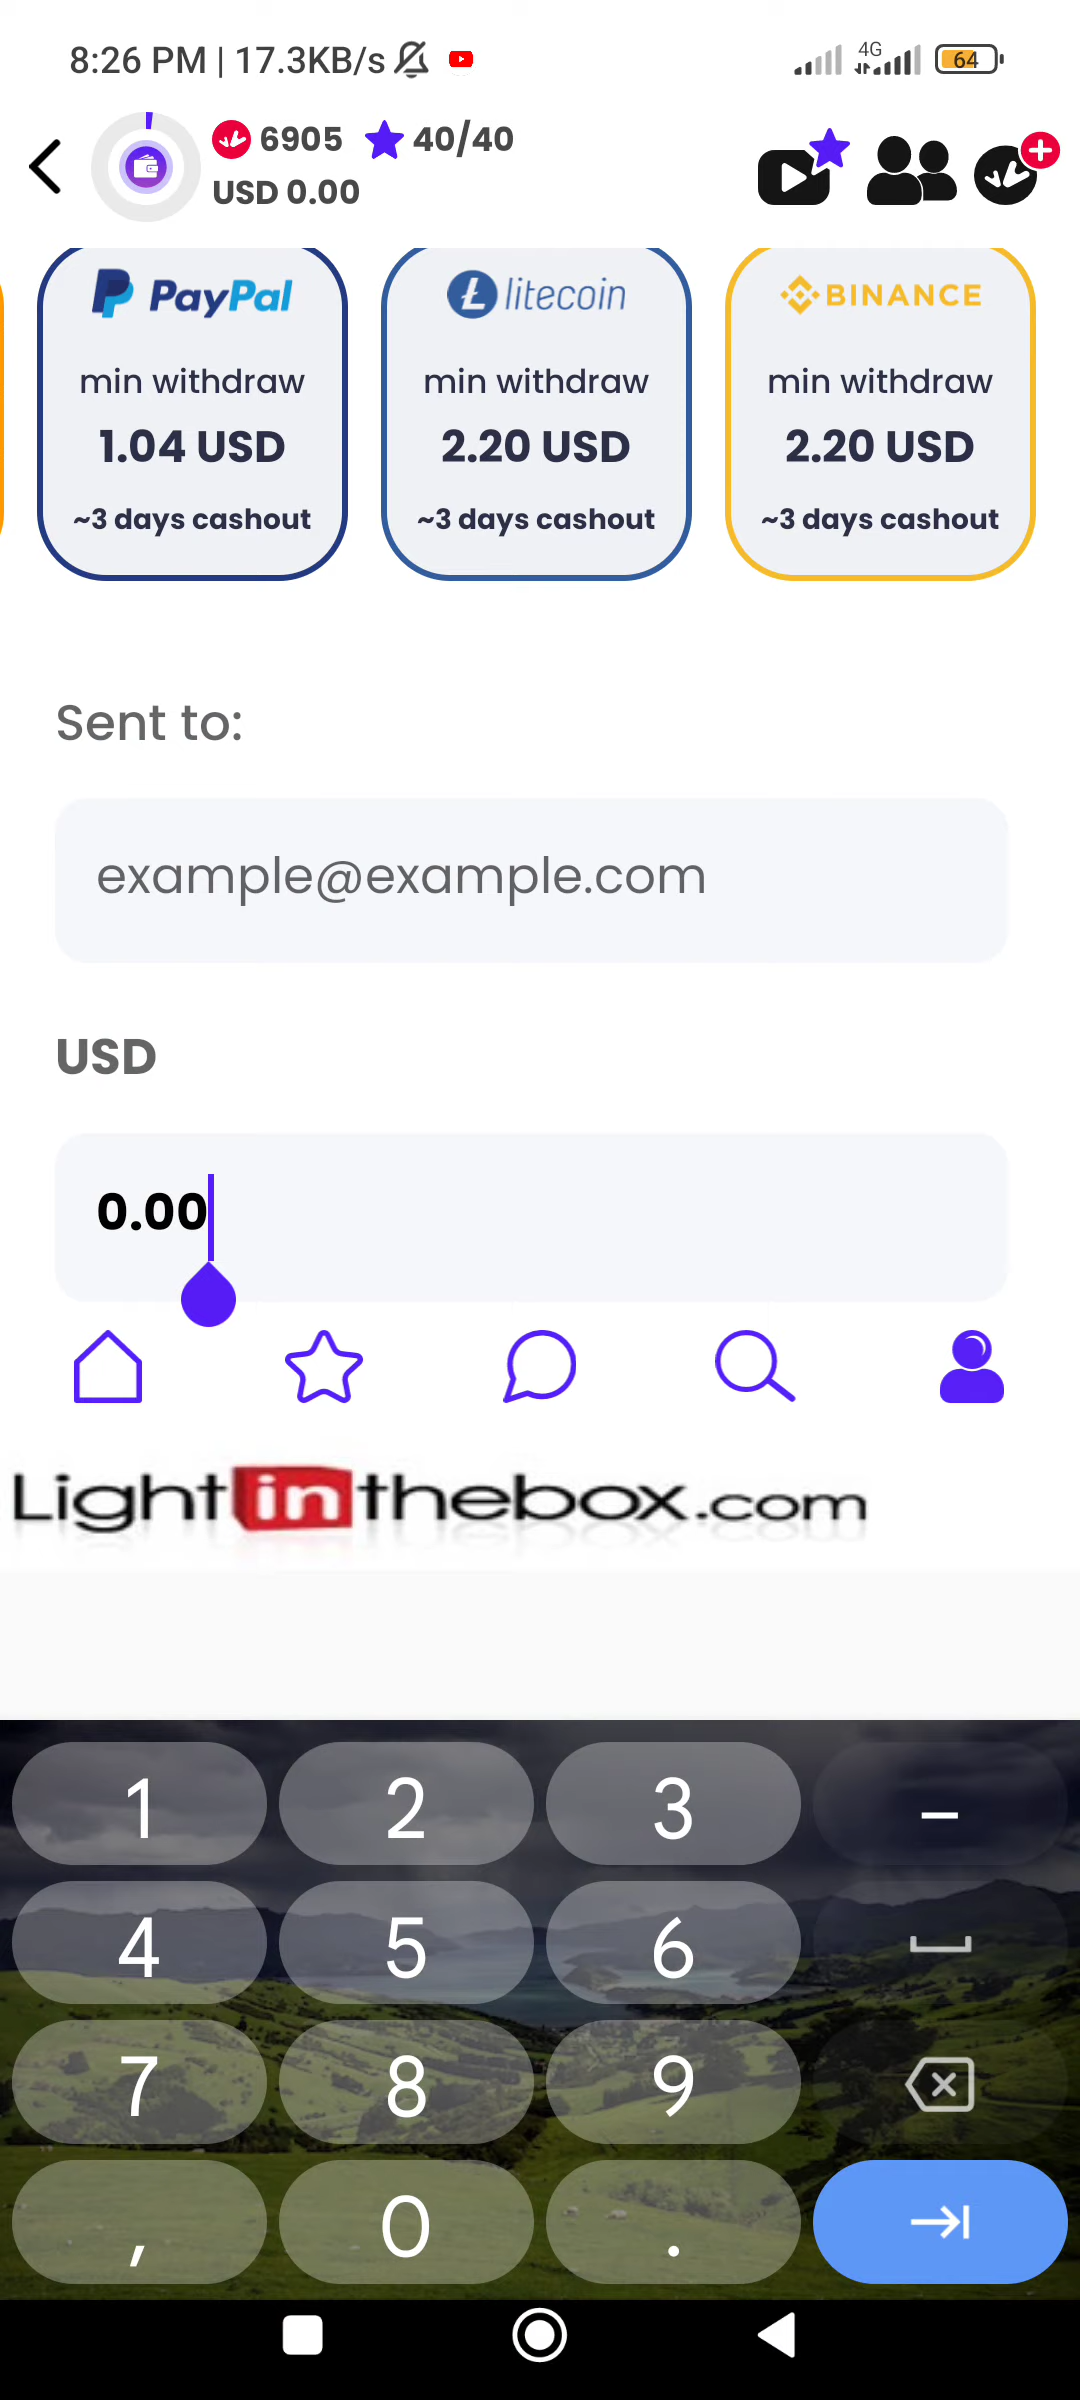 8:26 PM | 17.3KB/s 4G 64
6905 40/40
USD 0.00
PayPal litecoin BINANCE
min withdraw min withdraw min withdraw
1.04 USD 2.20 USD 2.20 USD
~3 days cashout ~3 days cashout ~3 days cashout
Sent to:
example@example.com
USD
0.00
Lightinthebox.com
1 2 3 –
4 5 6
7 8 9
, 0 .